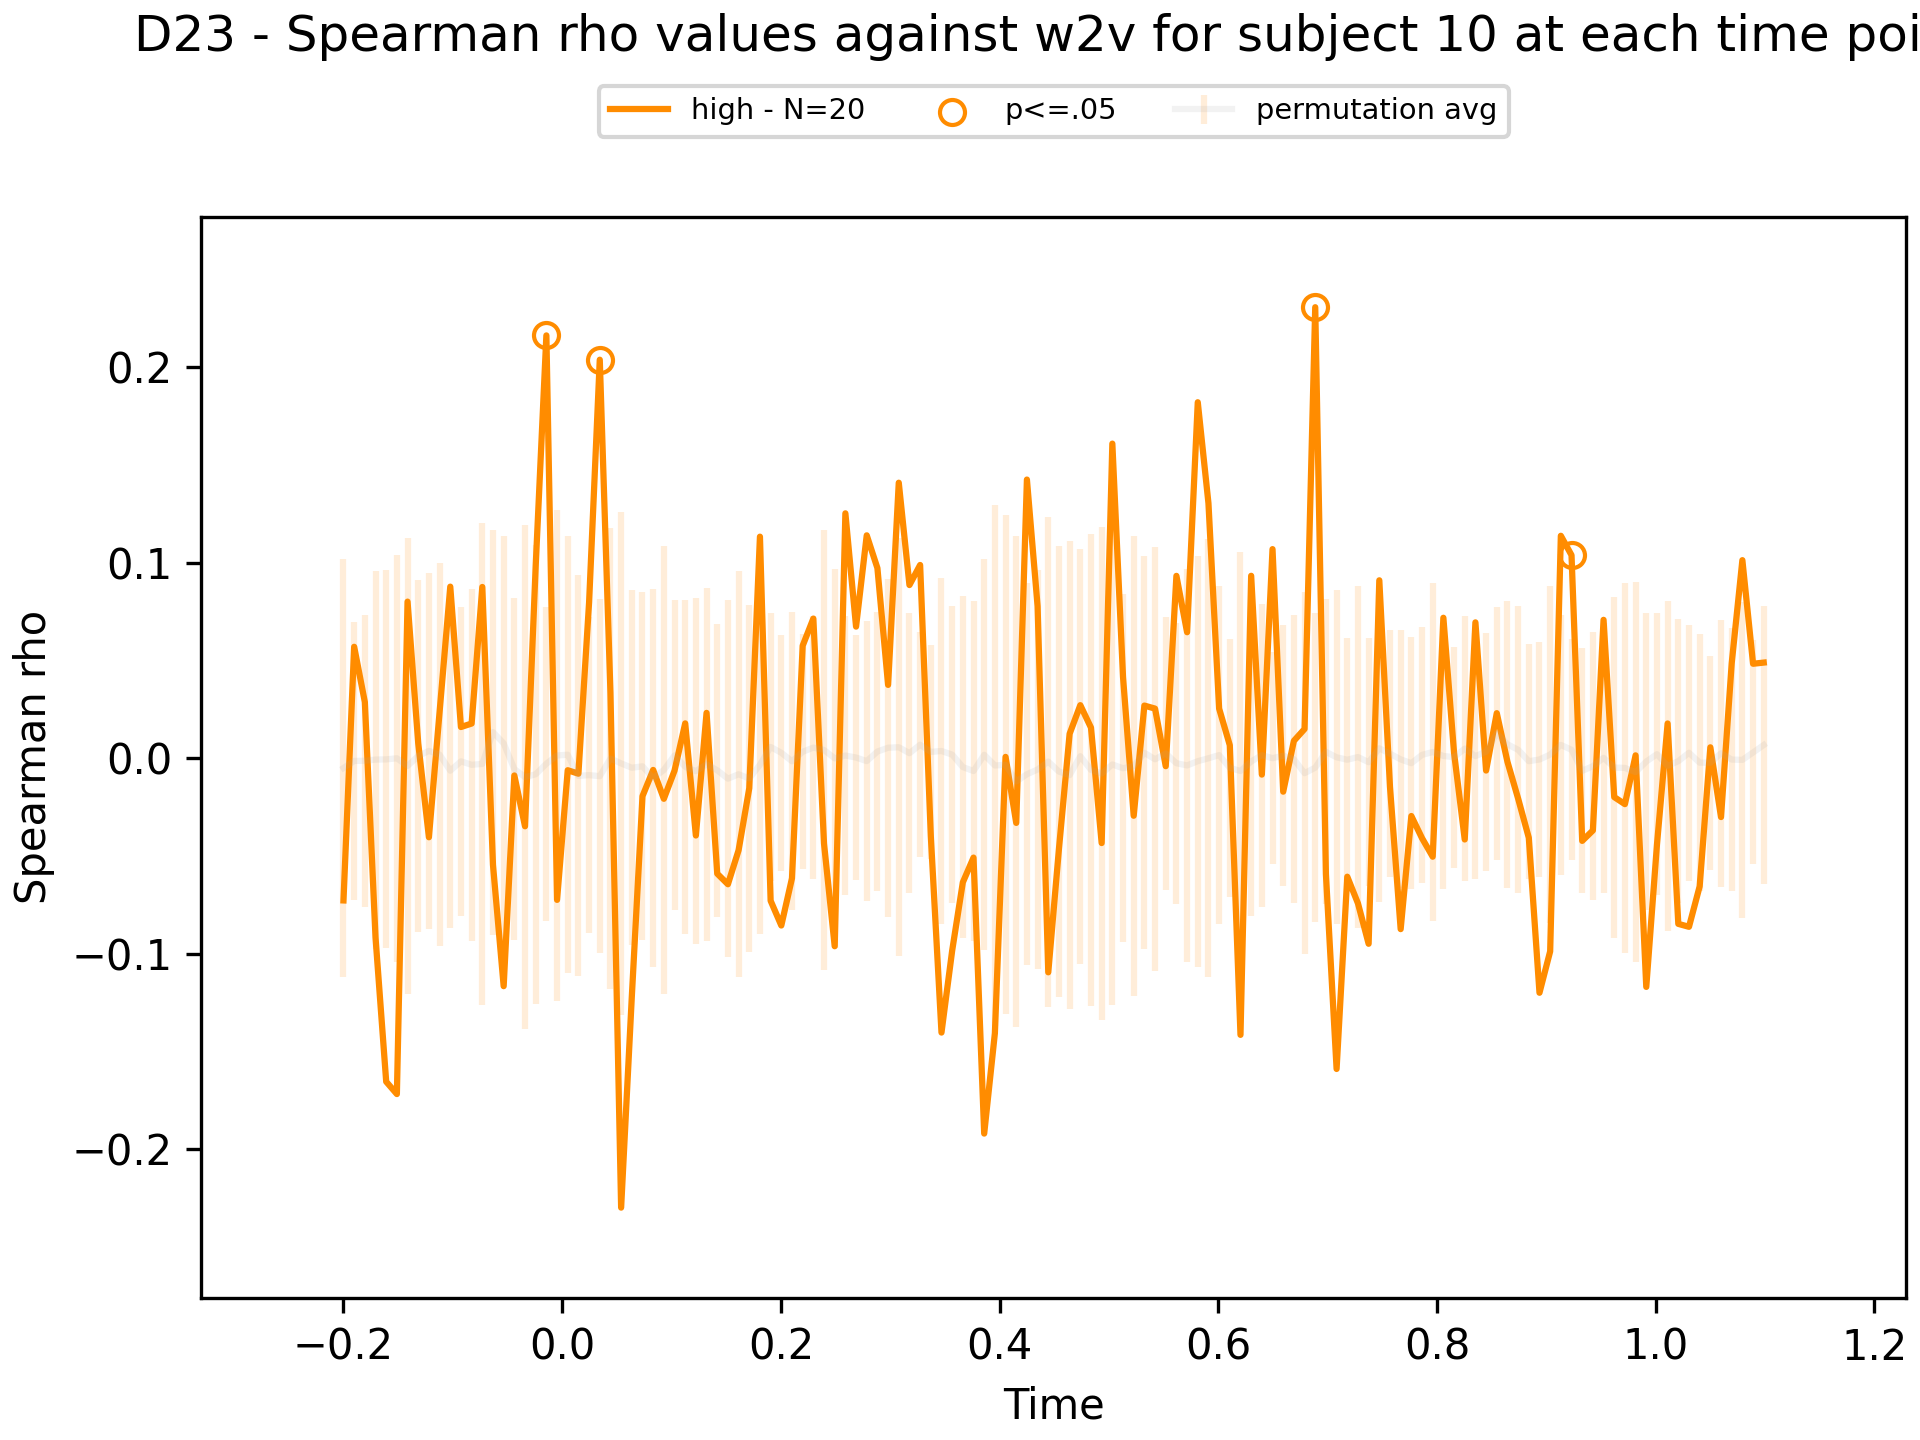 D23 - Spearman rho values against w2v for subject 10 at each time poi
high - N=20 p<=.05 permutation avg
Spearman rho
0.2
0.1
0.0
−0.1
−0.2
−0.2 0.0 0.2 0.4 0.6 0.8 1.0 1.2
Time